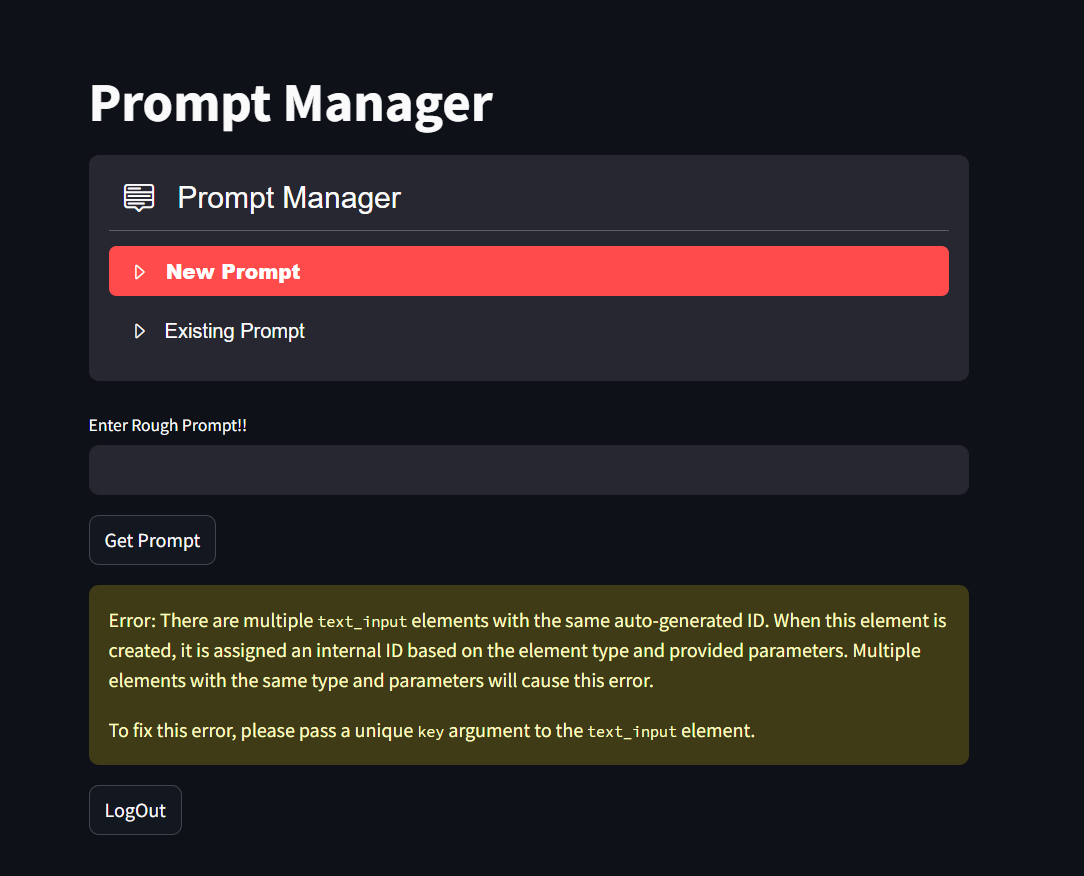 Prompt Manager
Prompt Manager
New Prompt
Existing Prompt
Enter Rough Prompt!!
Get Prompt
Error: There are multiple text_input elements with the same auto-generated ID. When this element is
created, it is assigned an internal ID based on the element type and provided parameters. Multiple
elements with the same type and parameters will cause this error.
To fix this error, please pass a unique key argument to the text_input element.
LogOut